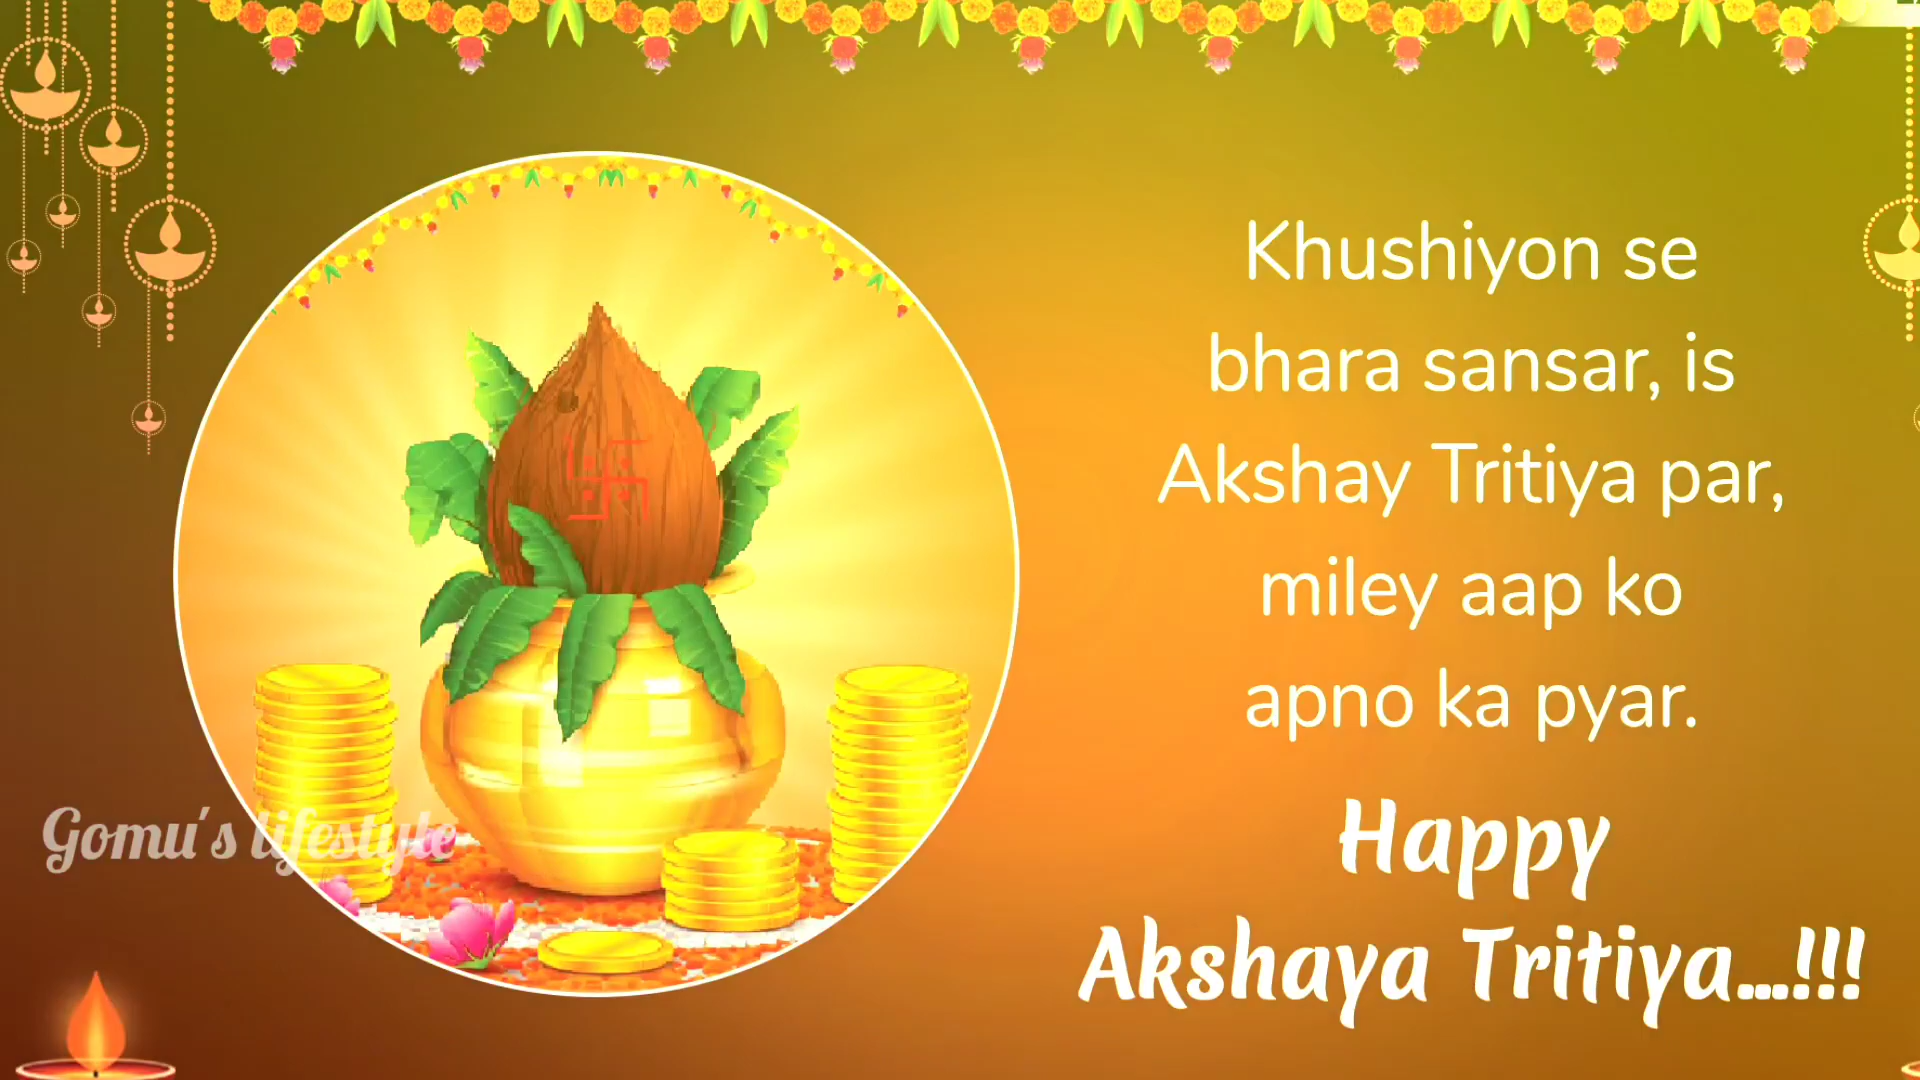 Khushiyon se
bhara sansar, is
Akshay Tritiya par,
miley aap ko
apno ka pyar.
Happy
Akshaya Tritiya...!!!
Gomu's lifestyle